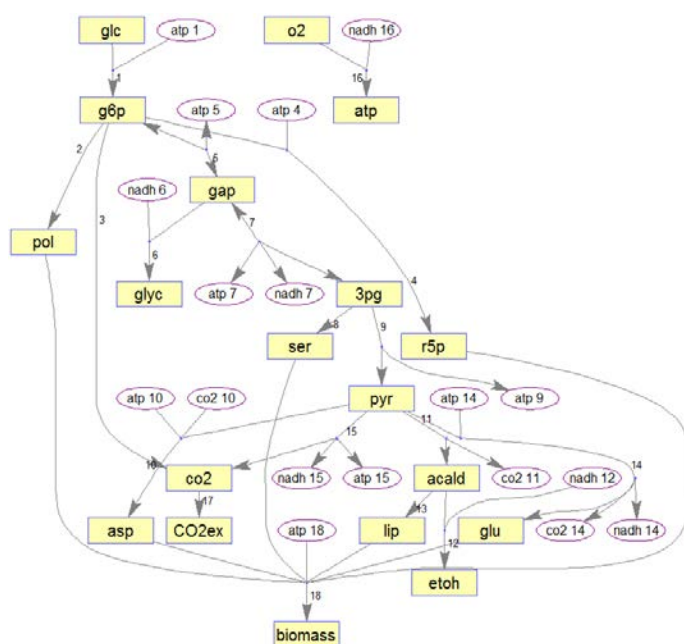 glc
atp 1
o2
nadh 16
1
16
g6p
atp 5
atp 4
atp
2
5
nadh 6
gap
3
7
pol
6
4
glyc
atp 7
nadh 7
3pg
8
9
ser
r5p
atp 10
co2 10
pyr
atp 14
atp 9
11
15
10
co2
nadh 15
atp 15
acald
co2 11
nadh 12
14
17
13
asp
CO2ex
atp 18
lip
12
glu
co2 14
nadh 14
etoh
18
biomass